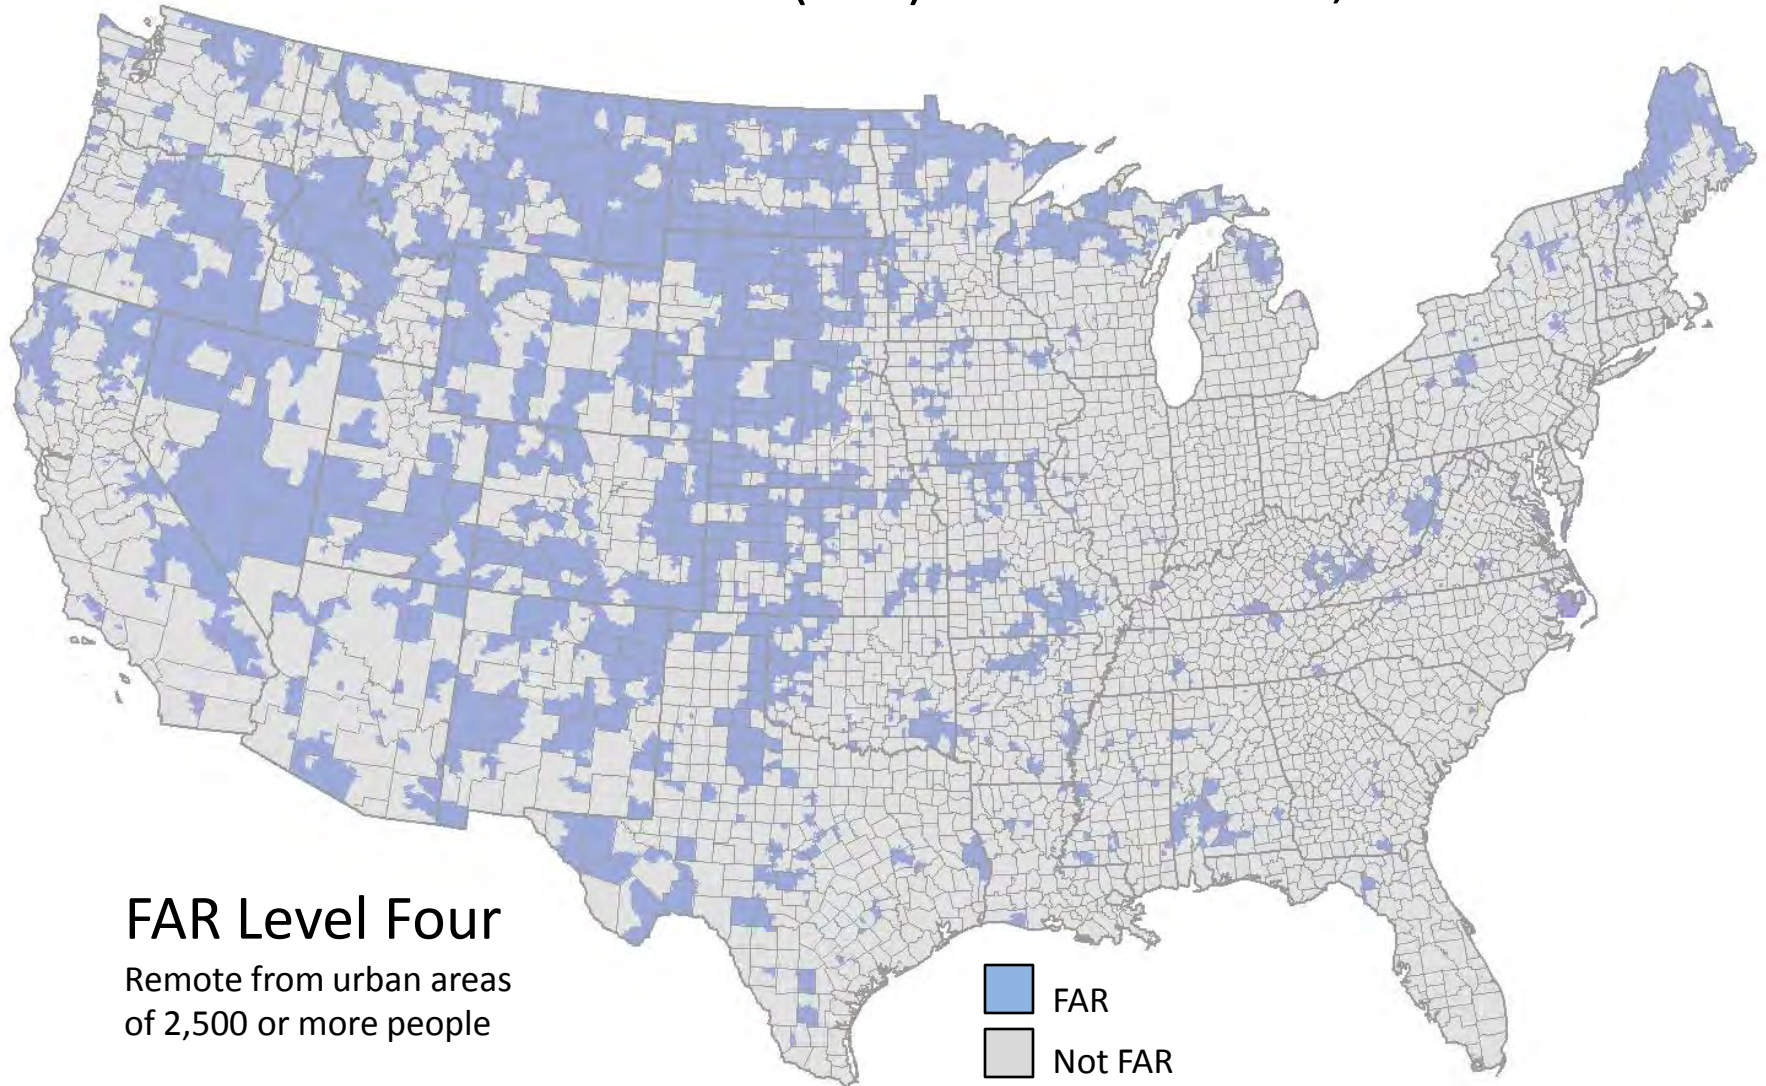 FAR Level Four
Remote from urban areas
of 2,500 or more people
FAR
Not FAR